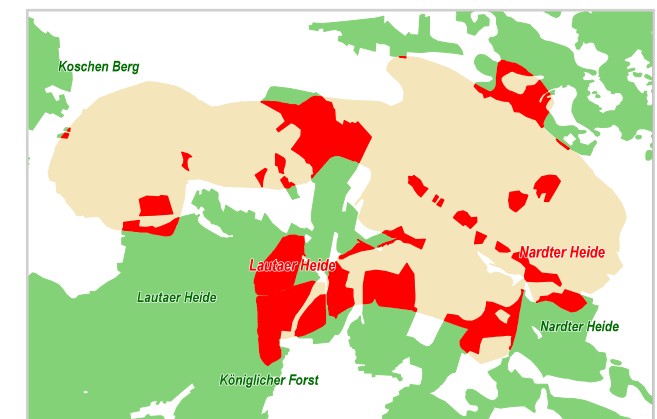 Koschen Berg
Nardter Heide
Lautaer Heide
Lautaer Heide
Nardter Heide
Königlicher Forst